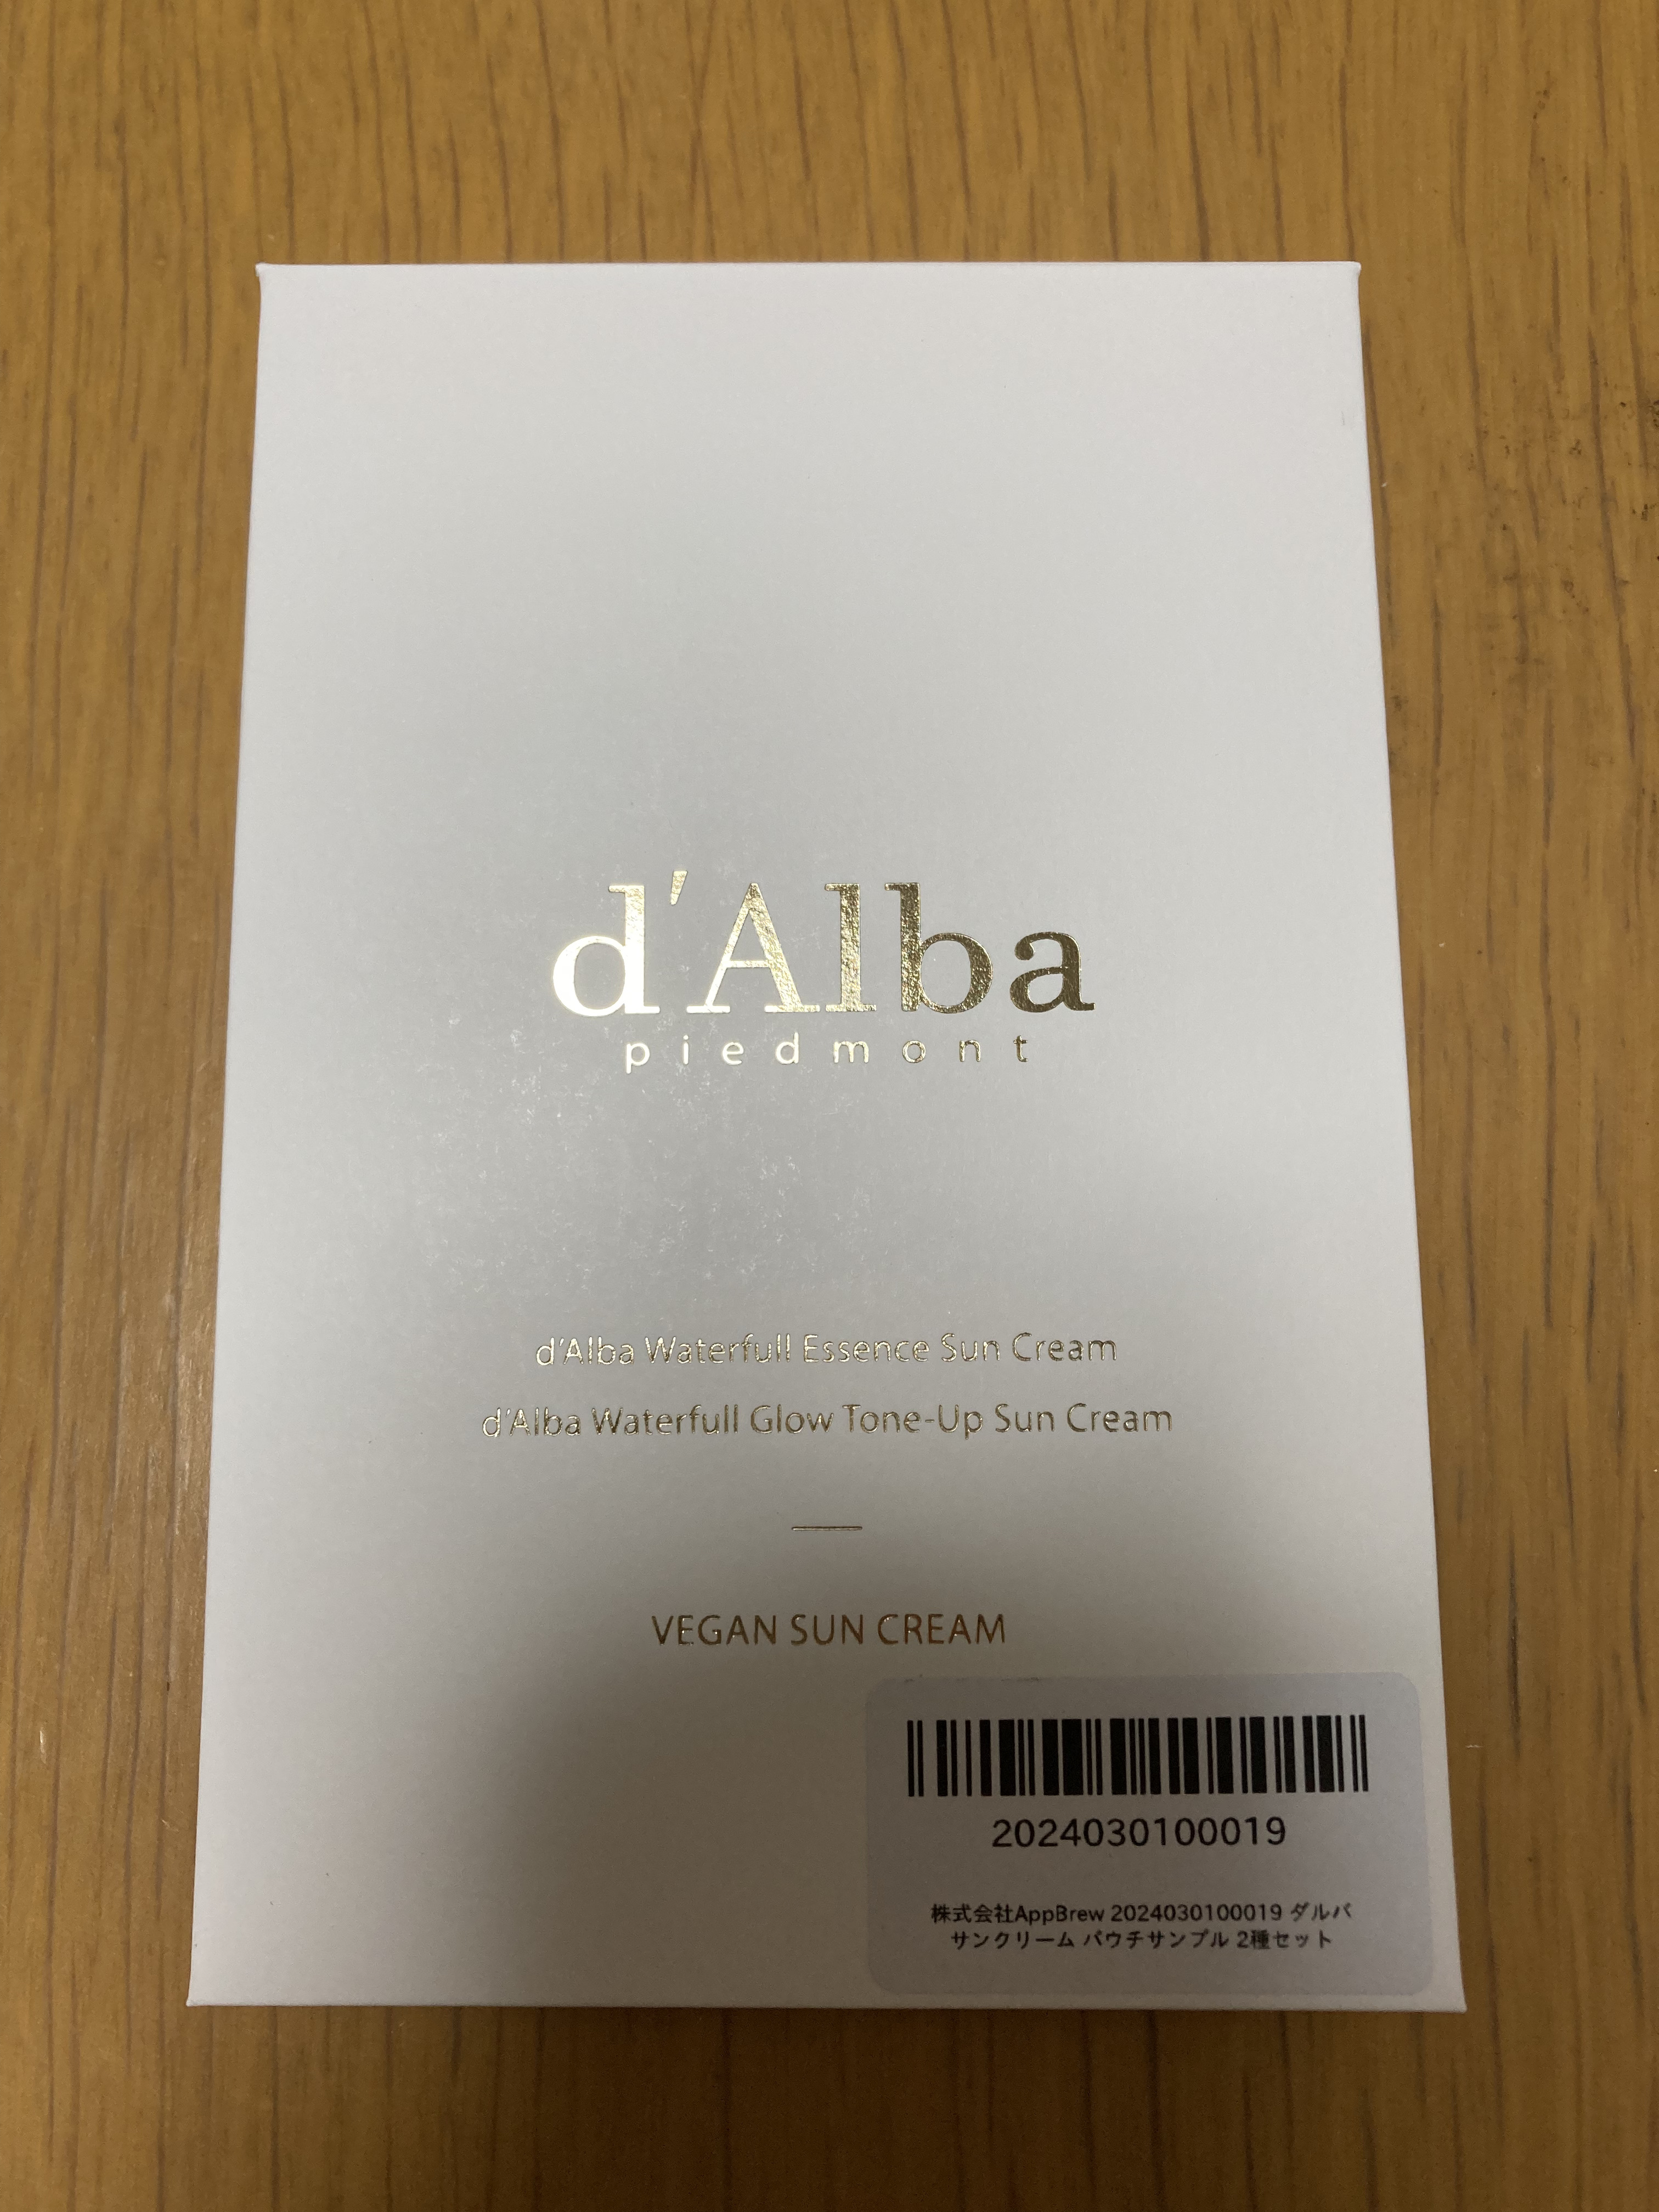 d'Alba
piedmont
d'Alba Waterfull Essence Sun Cream
d'Alba Waterfull Glow Tone-Up Sun Cream
VEGAN SUN CREAM
2024030100019
株式会社AppBrew 2024030100019 ダルバ
サンクリーム パウチサンプル 2種セット